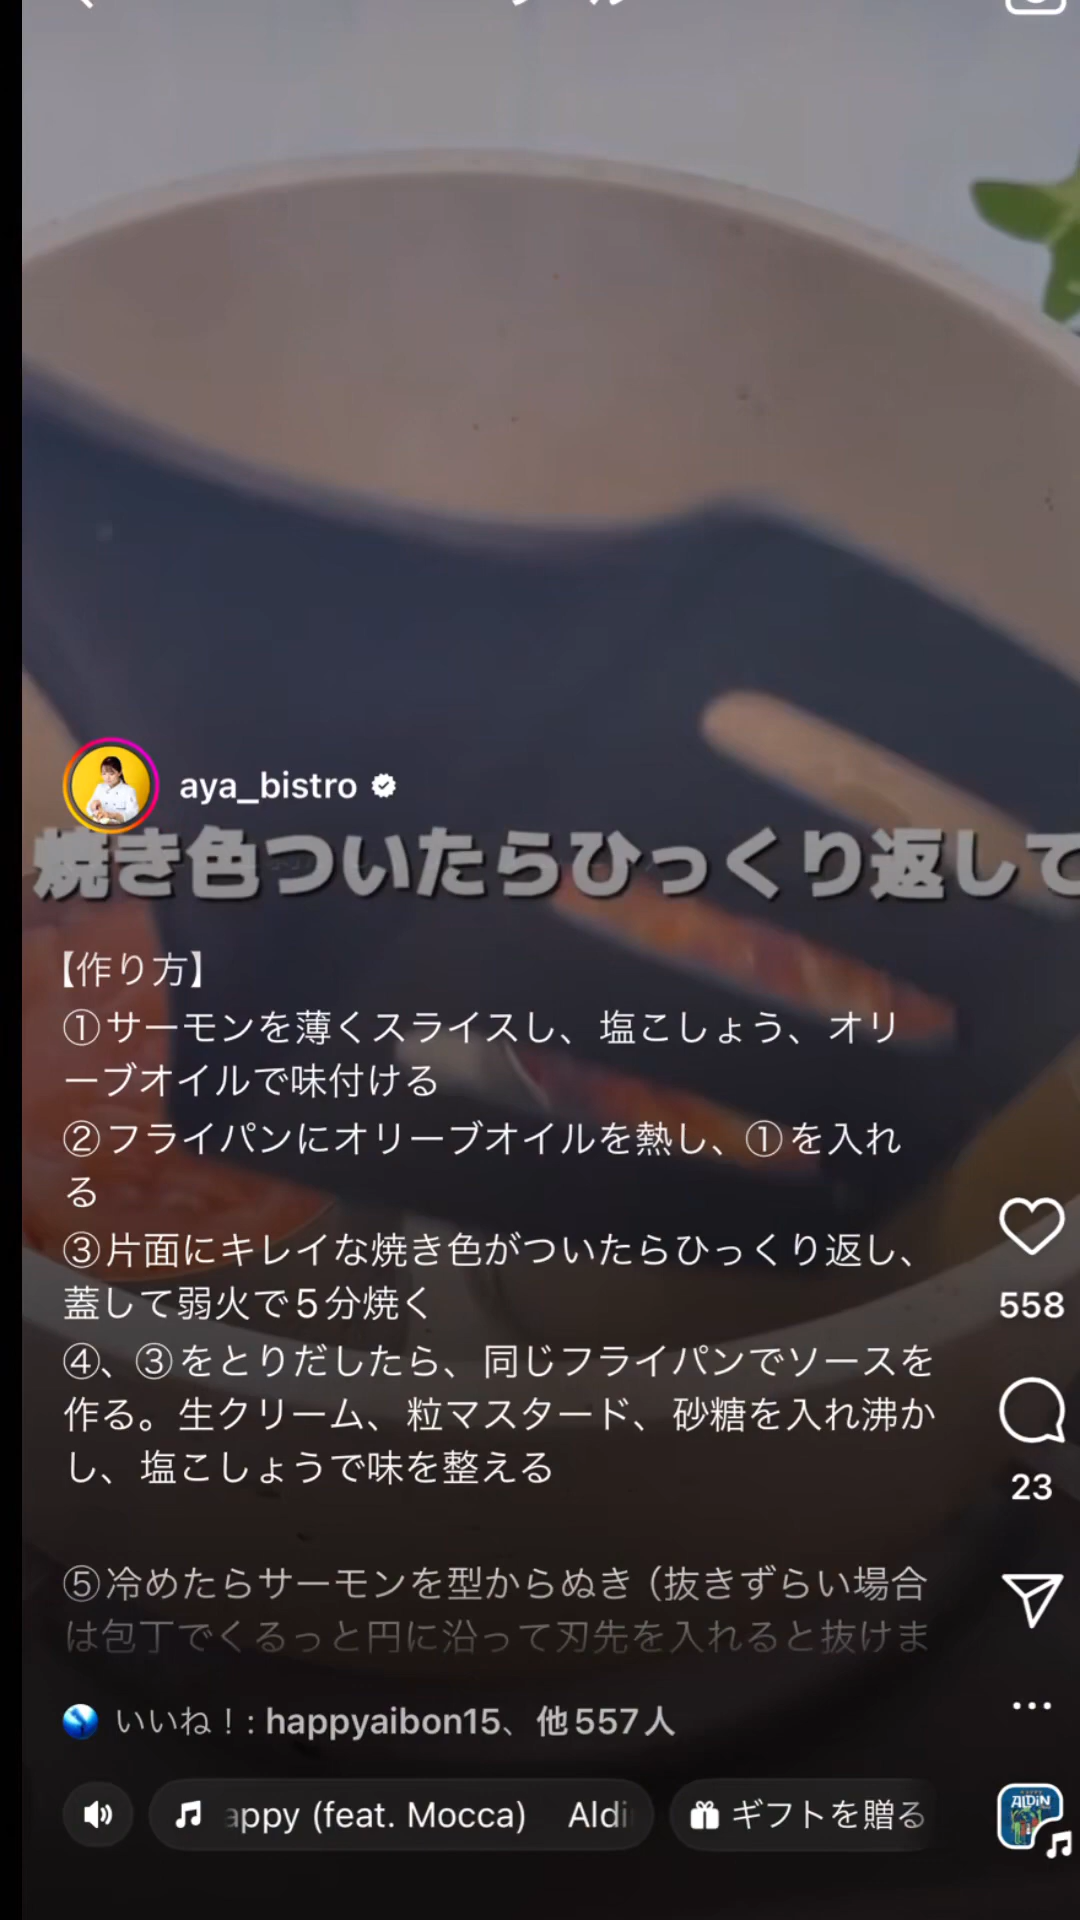 aya_bistro
焼き色ついたらひっくり返して
【作り方】
①サーモンを薄くスライスし、塩こしょう、オリ
ーブオイルで味付ける
②フライパンにオリーブオイルを熱し、①を入れ
る
③片面にキレイな焼き色がついたらひっくり返し、
蓋して弱火で5分焼く
④、③をとりだしたら、同じフライパンでソースを
作る。生クリーム、粒マスタード、砂糖を入れ沸か
し、塩こしょうで味を整える
⑤冷めたらサーモンを型からぬき（抜きずらい場合
は包丁でくるっと円に沿って刃先を入れると抜けま
558
23
いいね！: happyaibon15、他557人
appy (feat. Mocca) Aldi
ギフトを贈る
ALDIN